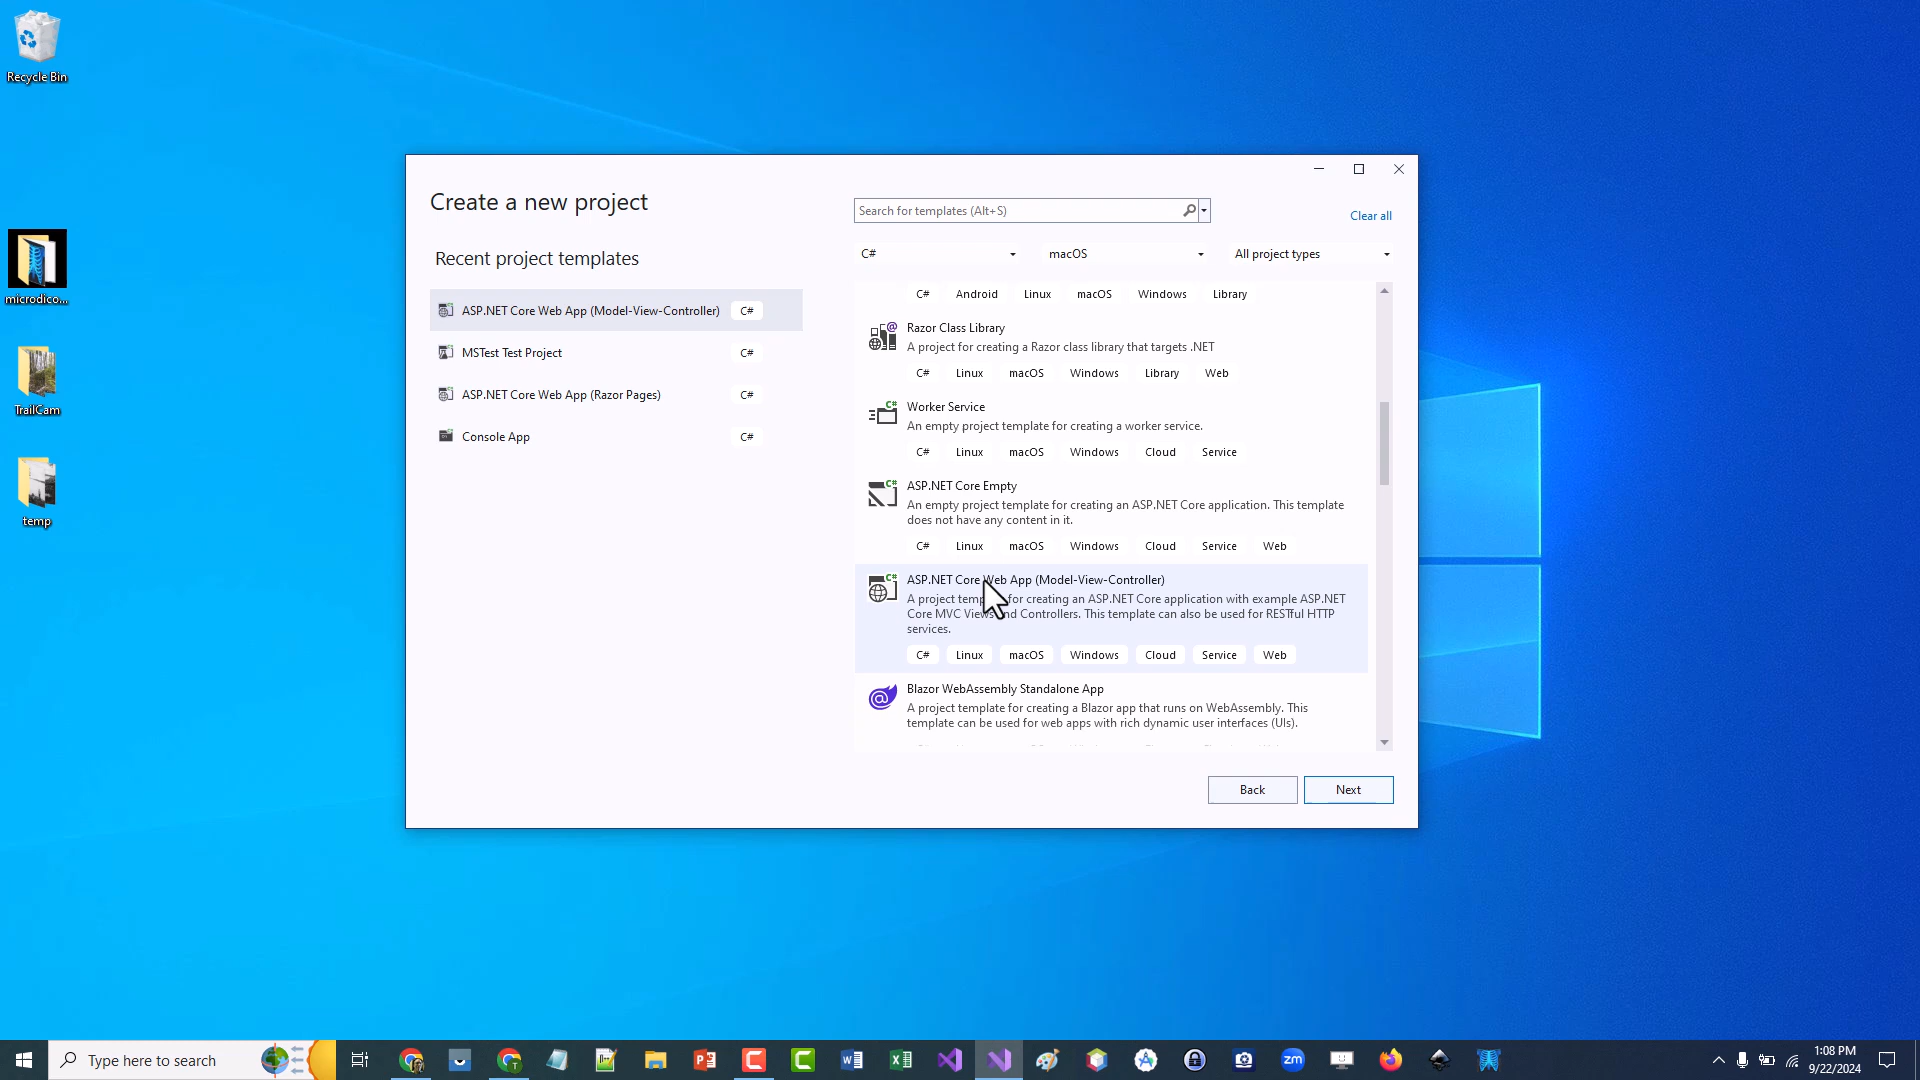 Recycle Bin
microdico...
TrailCam
temp
Create a new project
Search for templates (Alt+S)
Clear all
Recent project templates
C#
macOS
All project types
ASP.NET Core Web App (Model-View-Controller) C#
MSTest Test Project C#
ASP.NET Core Web App (Razor Pages) C#
Console App C#
C# Android Linux macOS Windows Library
Razor Class Library
A project for creating a Razor class library that targets .NET
C# Linux macOS Windows Library Web
Worker Service
An empty project template for creating a worker service.
C# Linux macOS Windows Cloud Service
ASP.NET Core Empty
An empty project template for creating an ASP.NET Core application. This template
does not have any content in it.
C# Linux macOS Windows Cloud Service Web
ASP.NET Core Web App (Model-View-Controller)
A project template for creating an ASP.NET Core application with example ASP.NET
Core MVC Views and Controllers. This template can also be used for RESTful HTTP
services.
C# Linux macOS Windows Cloud Service Web
Blazor WebAssembly Standalone App
A project template for creating a Blazor app that runs on WebAssembly. This
template can be used for web apps with rich dynamic user interfaces (UIs).
Back
Next
Type here to search
1:08 PM
9/22/2024